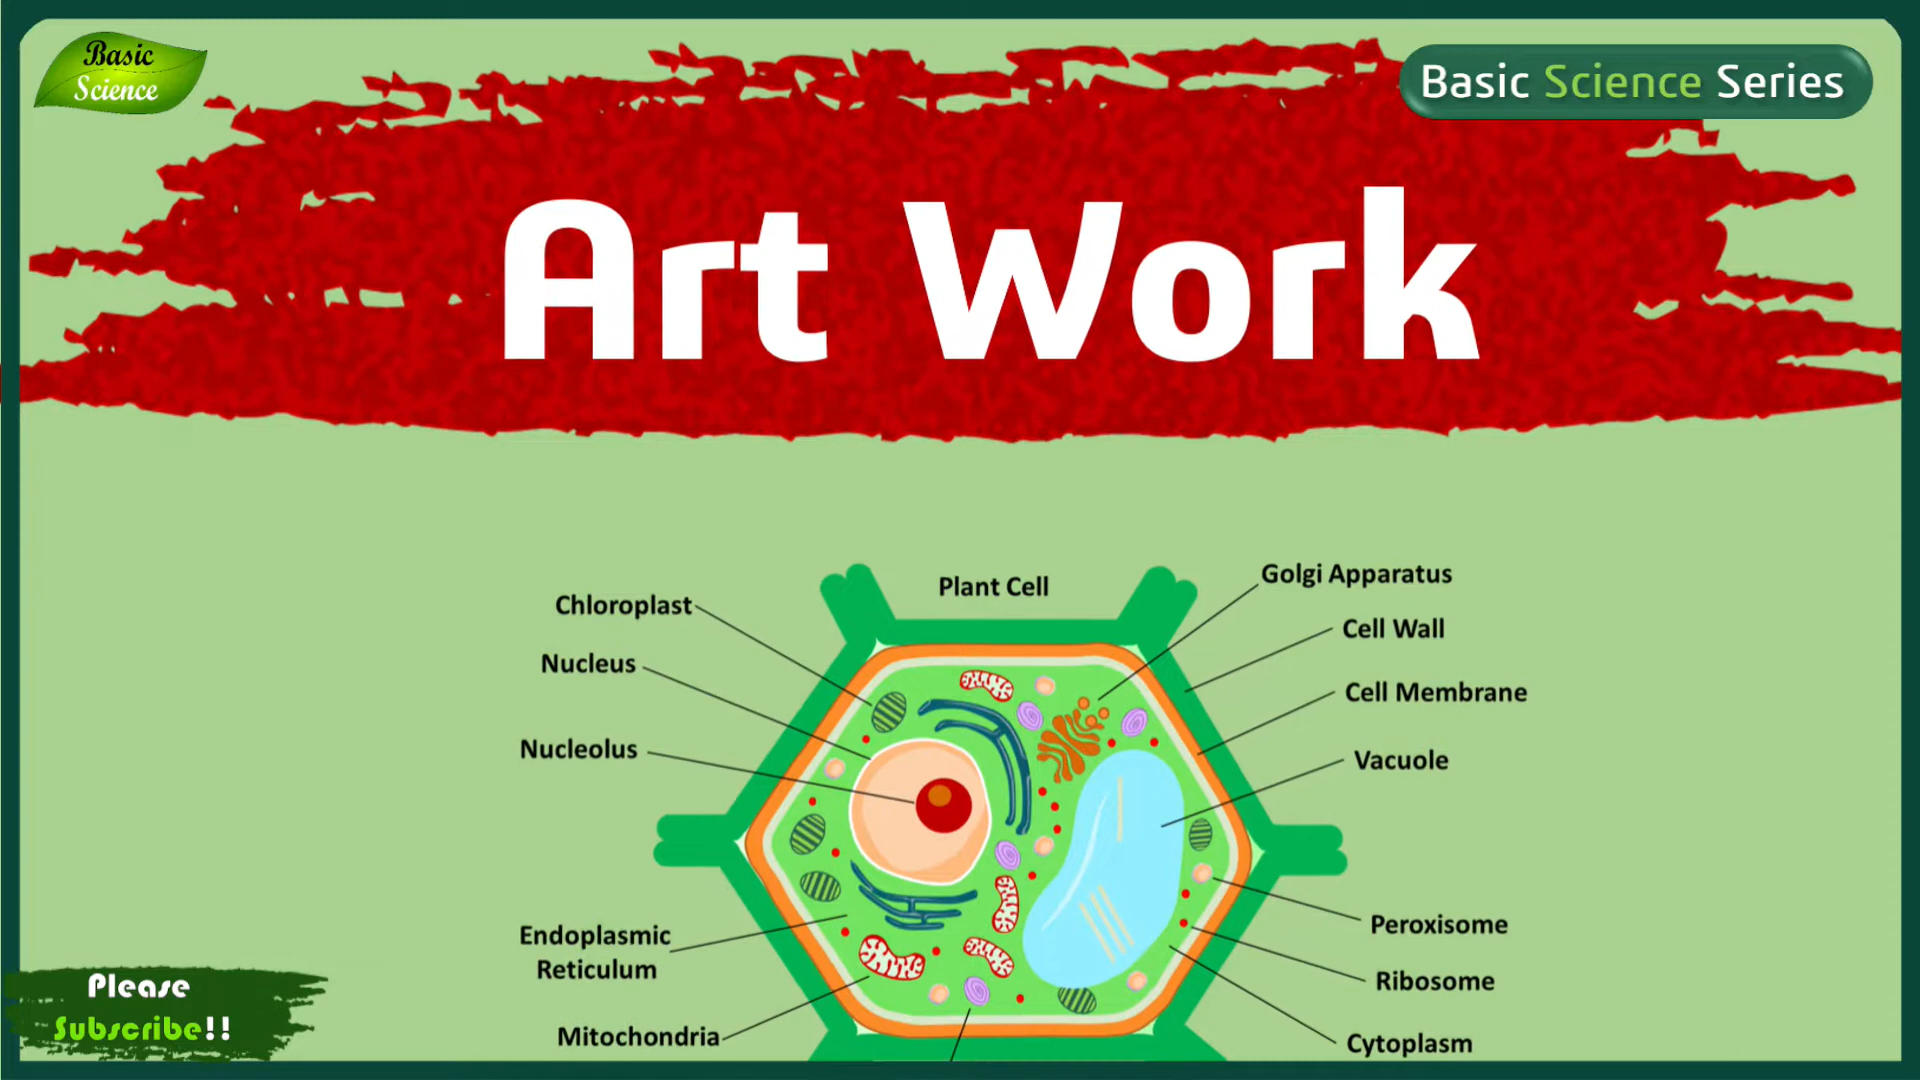 Basic
Science
Basic Science Series
Art Work
Plant Cell
Chloroplast
Nucleus
Nucleolus
Endoplasmic
Reticulum
Mitochondria
Golgi Apparatus
Cell Wall
Cell Membrane
Vacuole
Peroxisome
Ribosome
Cytoplasm
Please
Subscribe!!